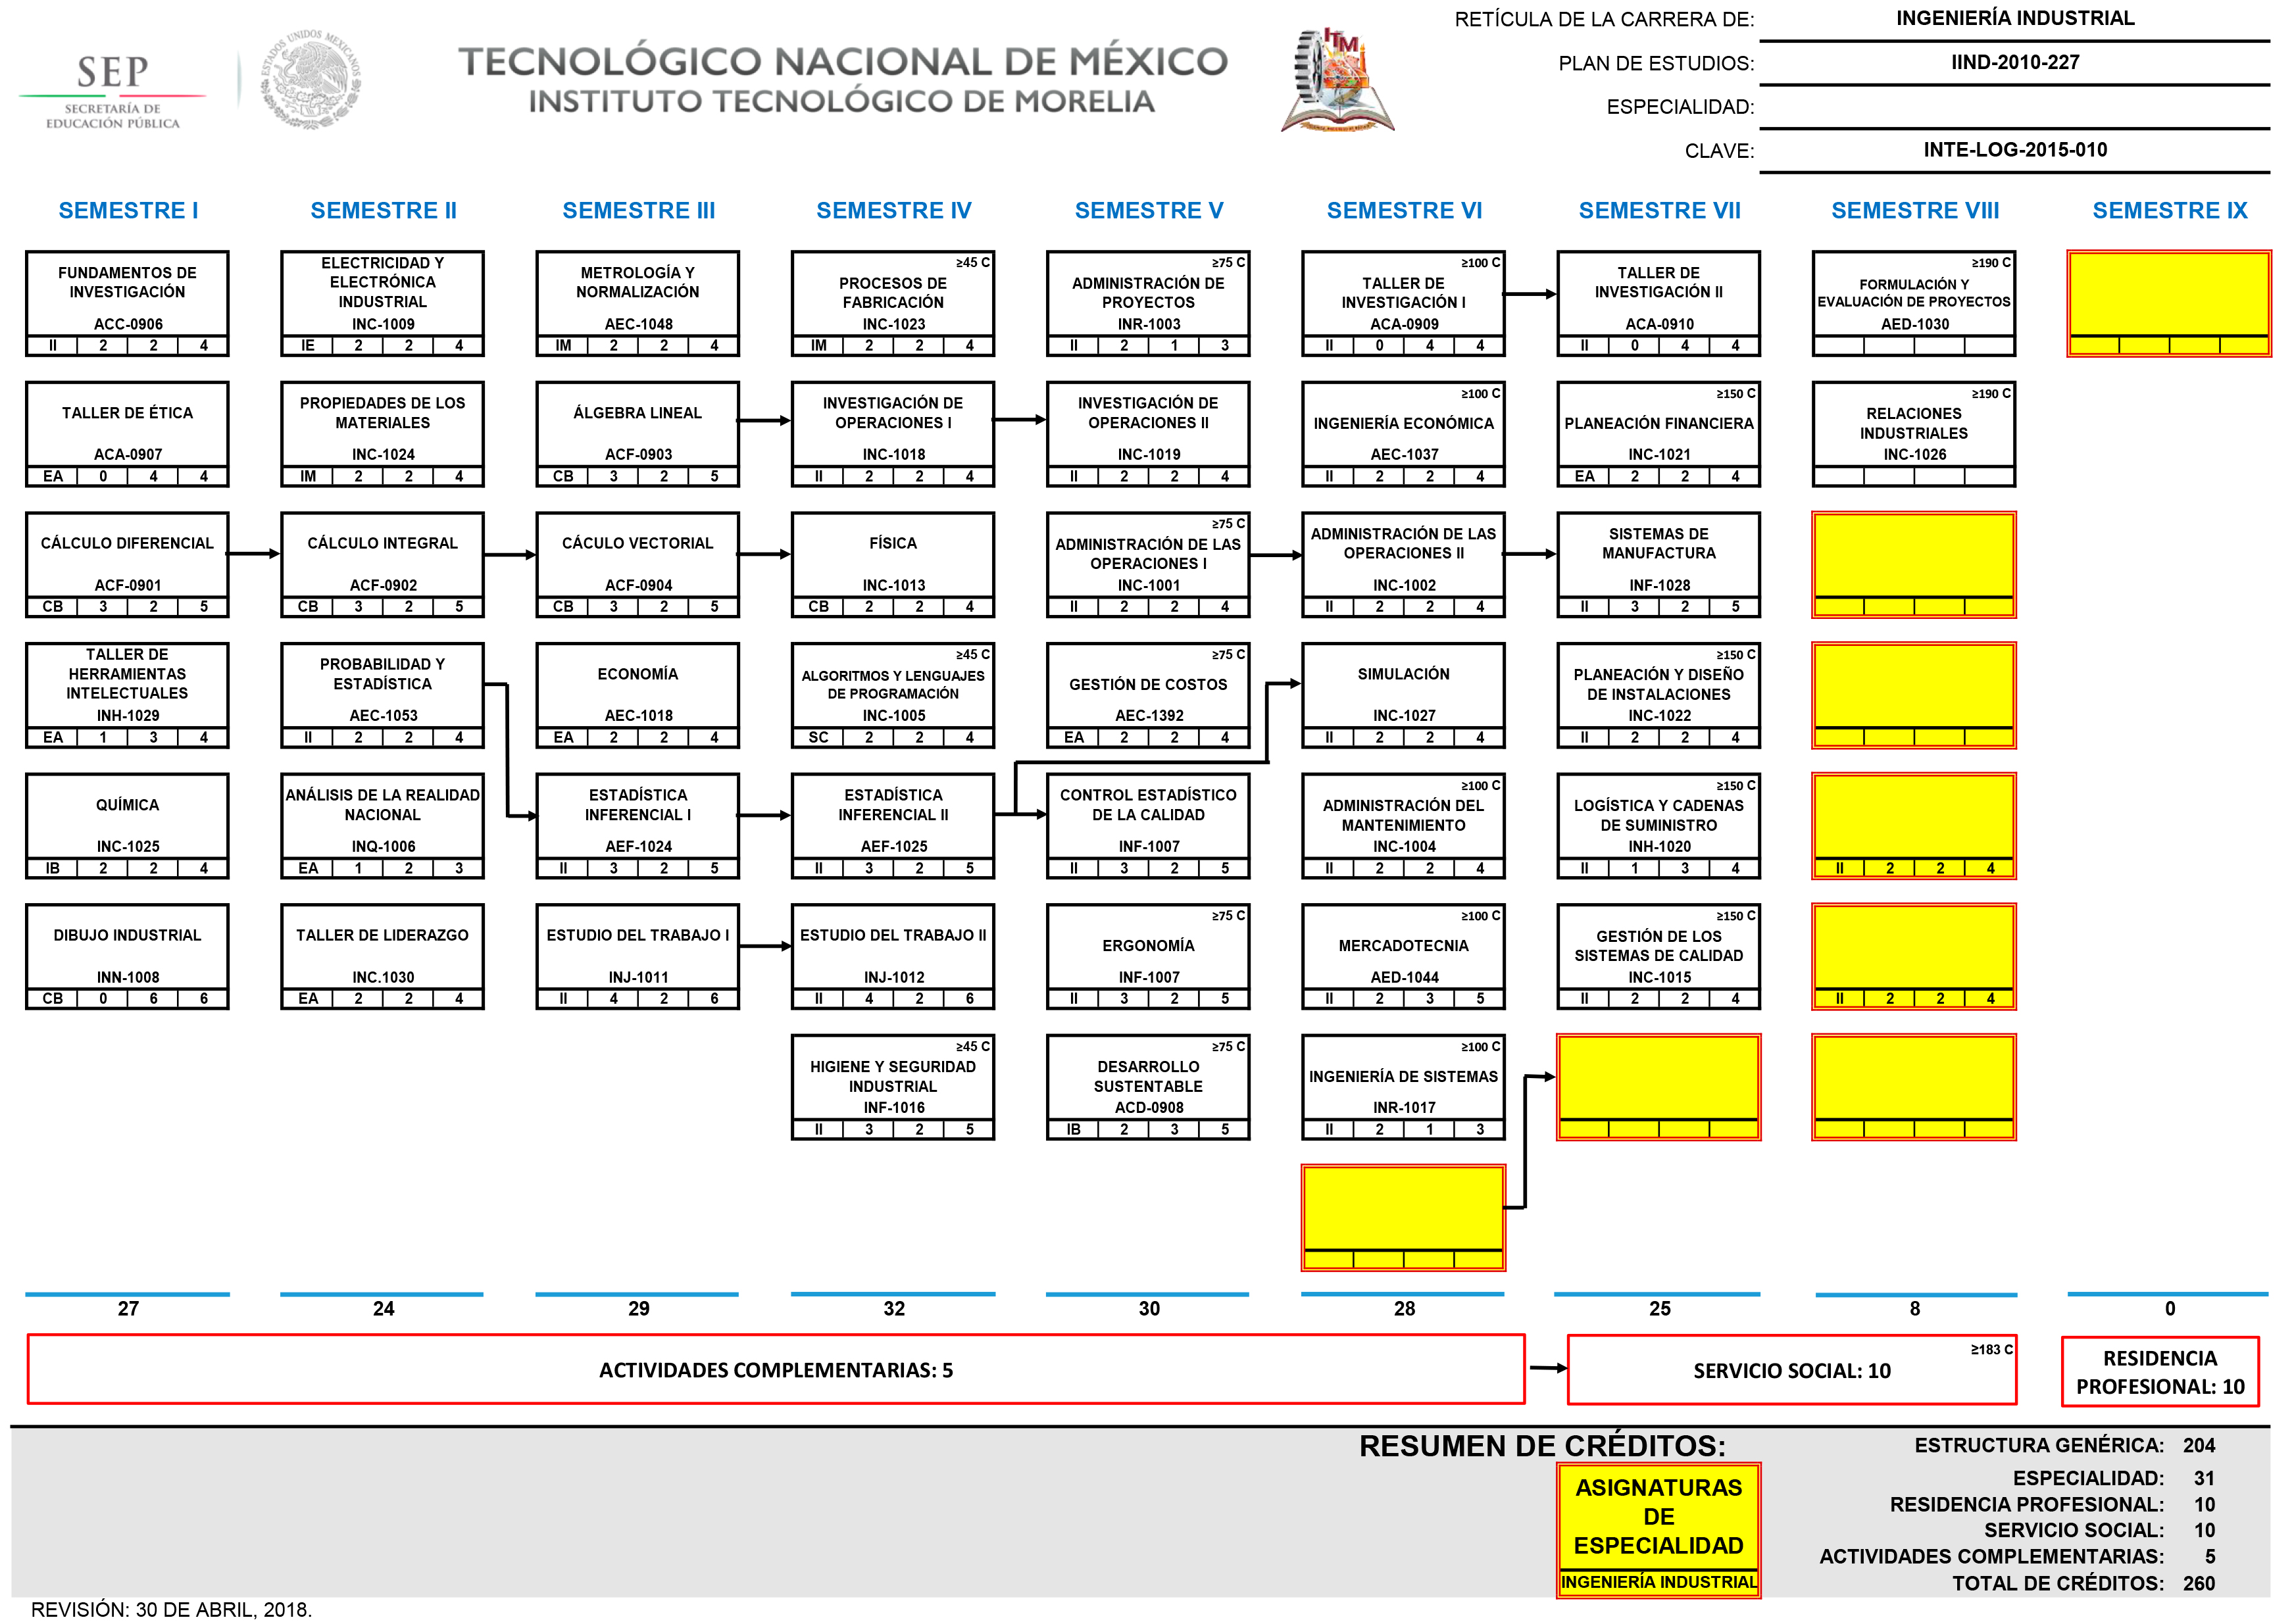 SEP
SECRETARÍA DE
EDUCACIÓN PÚBLICA
ESTADOS UNIDOS MEXICANOS
TECNOLÓGICO NACIONAL DE MÉXICO
INSTITUTO TECNOLÓGICO DE MORELIA
ITM
RETÍCULA DE LA CARRERA DE: INGENIERÍA INDUSTRIAL
PLAN DE ESTUDIOS: IIND-2010-227
ESPECIALIDAD:
CLAVE: INTE-LOG-2015-010
SEMESTRE I
FUNDAMENTOS DE
INVESTIGACIÓN
ACC-0906
II 2 2 4
TALLER DE ÉTICA
ACA-0907
EA 0 4 4
CÁLCULO DIFERENCIAL
ACF-0901
CB 3 2 5
TALLER DE
HERRAMIENTAS
INTELECTUALES
INH-1029
EA 1 3 4
QUÍMICA
INC-1025
IB 2 2 4
DIBUJO INDUSTRIAL
INN-1008
CB 0 6 6
27
SEMESTRE II
ELECTRICIDAD Y
ELECTRÓNICA
INDUSTRIAL
INC-1009
IE 2 2 4
PROPIEDADES DE LOS
MATERIALES
INC-1024
IM 2 2 4
CÁLCULO INTEGRAL
ACF-0902
CB 3 2 5
PROBABILIDAD Y
ESTADÍSTICA
AEC-1053
II 2 2 4
ANÁLISIS DE LA REALIDAD
NACIONAL
INQ-1006
EA 1 2 3
TALLER DE LIDERAZGO
INC.1030
EA 2 2 4
24
SEMESTRE III
METROLOGÍA Y
NORMALIZACIÓN
AEC-1048
IM 2 2 4
ÁLGEBRA LINEAL
ACF-0903
CB 3 2 5
CÁCULO VECTORIAL
ACF-0904
CB 3 2 5
ECONOMÍA
AEC-1018
EA 2 2 4
ESTADÍSTICA
INFERENCIAL I
AEF-1024
II 3 2 5
ESTUDIO DEL TRABAJO I
INJ-1011
II 4 2 6
29
SEMESTRE IV
≥45 C
PROCESOS DE
FABRICACIÓN
INC-1023
IM 2 2 4
INVESTIGACIÓN DE
OPERACIONES I
INC-1018
II 2 2 4
FÍSICA
INC-1013
CB 2 2 4
≥45 C
ALGORITMOS Y LENGUAJES
DE PROGRAMACIÓN
INC-1005
SC 2 2 4
ESTADÍSTICA
INFERENCIAL II
AEF-1025
II 3 2 5
ESTUDIO DEL TRABAJO II
INJ-1012
II 4 2 6
≥45 C
HIGIENE Y SEGURIDAD
INDUSTRIAL
INF-1016
II 3 2 5
32
SEMESTRE V
≥75 C
ADMINISTRACIÓN DE
PROYECTOS
INR-1003
II 2 1 3
INVESTIGACIÓN DE
OPERACIONES II
INC-1019
II 2 2 4
≥75 C
ADMINISTRACIÓN DE LAS
OPERACIONES I
INC-1001
II 2 2 4
≥75 C
GESTIÓN DE COSTOS
AEC-1392
EA 2 2 4
CONTROL ESTADÍSTICO
DE LA CALIDAD
INF-1007
II 3 2 5
≥75 C
ERGONOMÍA
INF-1007
II 3 2 5
≥75 C
DESARROLLO
SUSTENTABLE
ACD-0908
IB 2 3 5
30
SEMESTRE VI
≥100 C
TALLER DE
INVESTIGACIÓN I
ACA-0909
II 0 4 4
≥100 C
INGENIERÍA ECONÓMICA
AEC-1037
II 2 2 4
ADMINISTRACIÓN DE LAS
OPERACIONES II
INC-1002
II 2 2 4
SIMULACIÓN
INC-1027
II 2 2 4
≥100 C
ADMINISTRACIÓN DEL
MANTENIMIENTO
INC-1004
II 2 2 4
≥100 C
MERCADOTECNIA
AED-1044
II 2 3 5
≥100 C
INGENIERÍA DE SISTEMAS
INR-1017
II 2 1 3
28
SEMESTRE VII
TALLER DE
INVESTIGACIÓN II
ACA-0910
II 0 4 4
≥150 C
PLANEACIÓN FINANCIERA
INC-1021
EA 2 2 4
SISTEMAS DE
MANUFACTURA
INF-1028
II 3 2 5
≥150 C
PLANEACIÓN Y DISEÑO
DE INSTALACIONES
INC-1022
II 2 2 4
≥150 C
LOGÍSTICA Y CADENAS
DE SUMINISTRO
INH-1020
II 1 3 4
≥150 C
GESTIÓN DE LOS
SISTEMAS DE CALIDAD
INC-1015
II 2 2 4
25
SEMESTRE VIII
≥190 C
FORMULACIÓN Y
EVALUACIÓN DE PROYECTOS
AED-1030
≥190 C
RELACIONES
INDUSTRIALES
INC-1026
II 2 2 4
II 2 2 4
8
SEMESTRE IX
0
ACTIVIDADES COMPLEMENTARIAS: 5
≥183 C
SERVICIO SOCIAL: 10
RESIDENCIA
PROFESIONAL: 10
RESUMEN DE CRÉDITOS:
ASIGNATURAS
DE
ESPECIALIDAD
INGENIERÍA INDUSTRIAL
ESTRUCTURA GENÉRICA: 204
ESPECIALIDAD: 31
RESIDENCIA PROFESIONAL: 10
SERVICIO SOCIAL: 10
ACTIVIDADES COMPLEMENTARIAS: 5
TOTAL DE CRÉDITOS: 260
REVISIÓN: 30 DE ABRIL, 2018.